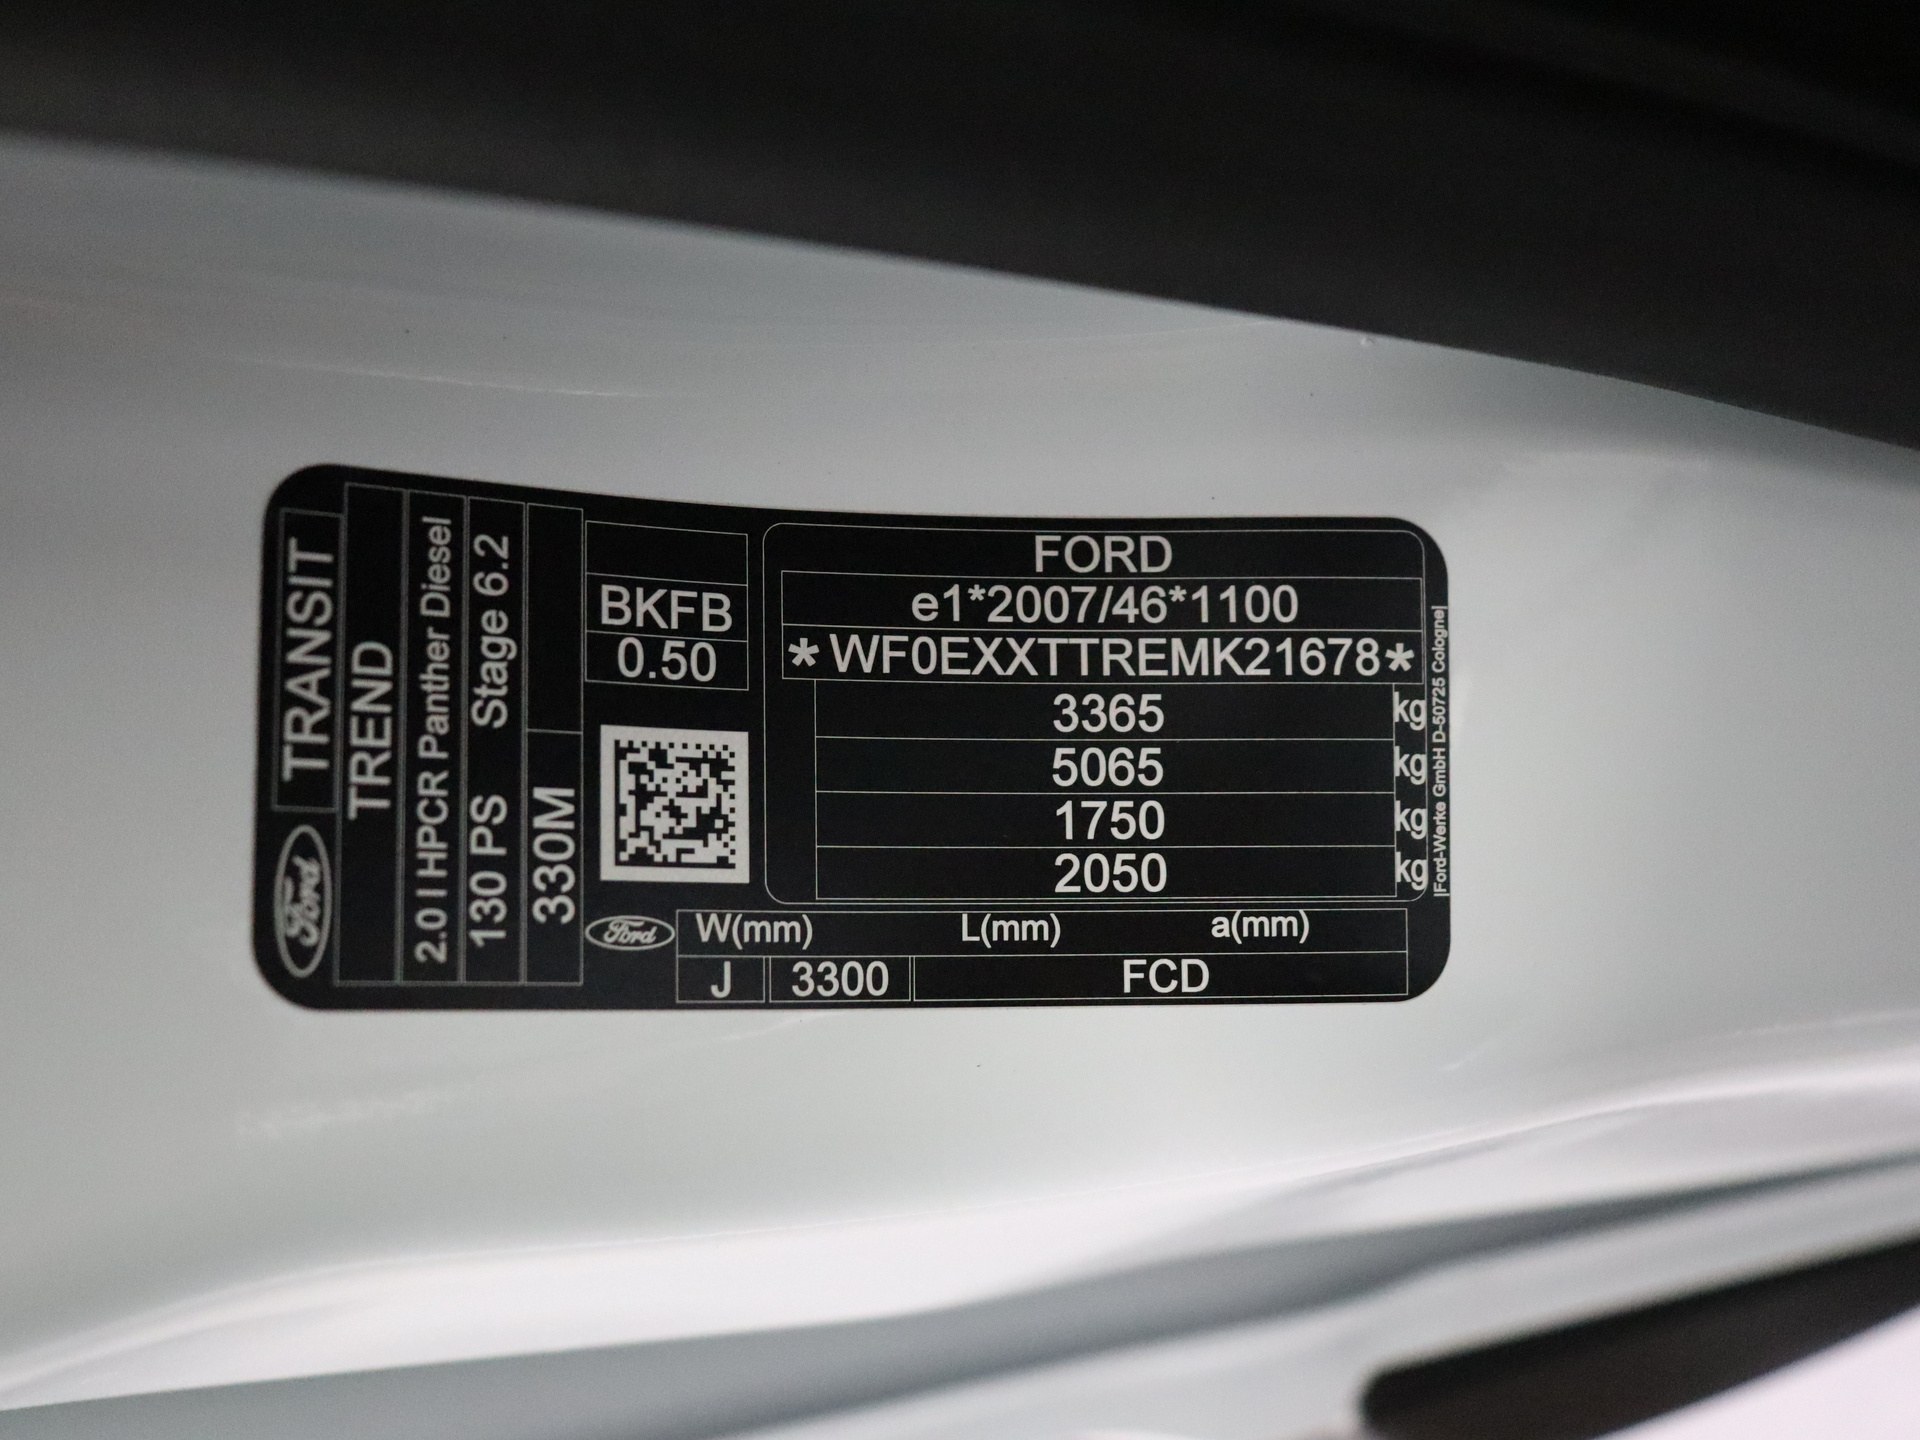 Ford
TRANSIT
TREND
2.0 l HPCR Panther Diesel
130 PS Stage 6.2
330M
BKFB
0.50
FORD
e1*2007/46*1100
*WF0EXXTTREMK21678*
3365 kg
5065 kg
1750 kg
2050 kg
|Ford-Werke GmbH D-50725 Cologne|
Ford
W(mm) L(mm) a(mm)
J 3300 FCD